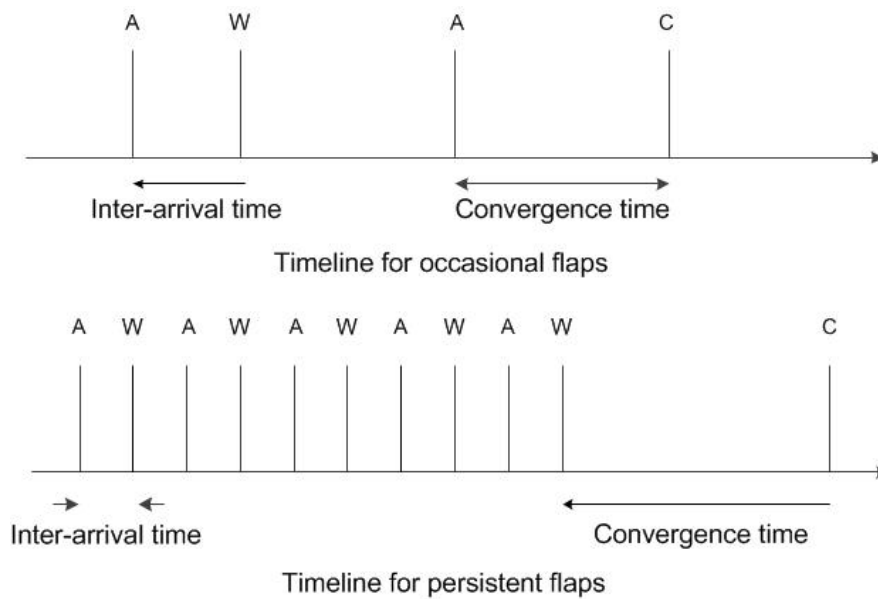 A W A C
Inter-arrival time Convergence time
Timeline for occasional flaps
A W A W A W A W A W C
Inter-arrival time Convergence time
Timeline for persistent flaps